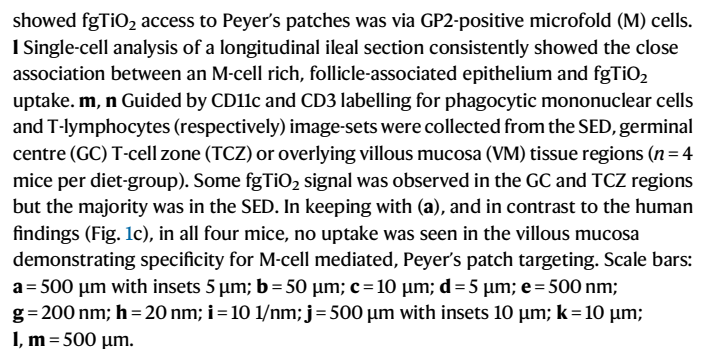 showed fgTiO₂ access to Peyer's patches was via GP2-positive microfold (M) cells.
l Single-cell analysis of a longitudinal ileal section consistently showed the close
association between an M-cell rich, follicle-associated epithelium and fgTiO₂
uptake. m, n Guided by CD11c and CD3 labelling for phagocytic mononuclear cells
and T-lymphocytes (respectively) image-sets were collected from the SED, germinal
centre (GC) T-cell zone (TCZ) or overlying villous mucosa (VM) tissue regions (n = 4
mice per diet-group). Some fgTiO₂ signal was observed in the GC and TCZ regions
but the majority was in the SED. In keeping with (a), and in contrast to the human
findings (Fig. 1c), in all four mice, no uptake was seen in the villous mucosa
demonstrating specificity for M-cell mediated, Peyer's patch targeting. Scale bars:
a = 500 μm with insets 5 μm; b = 50 μm; c = 10 μm; d = 5 μm; e = 500 nm;
g = 200 nm; h = 20 nm; i = 10 1/nm; j = 500 μm with insets 10 μm; k = 10 μm;
l, m = 500 μm.